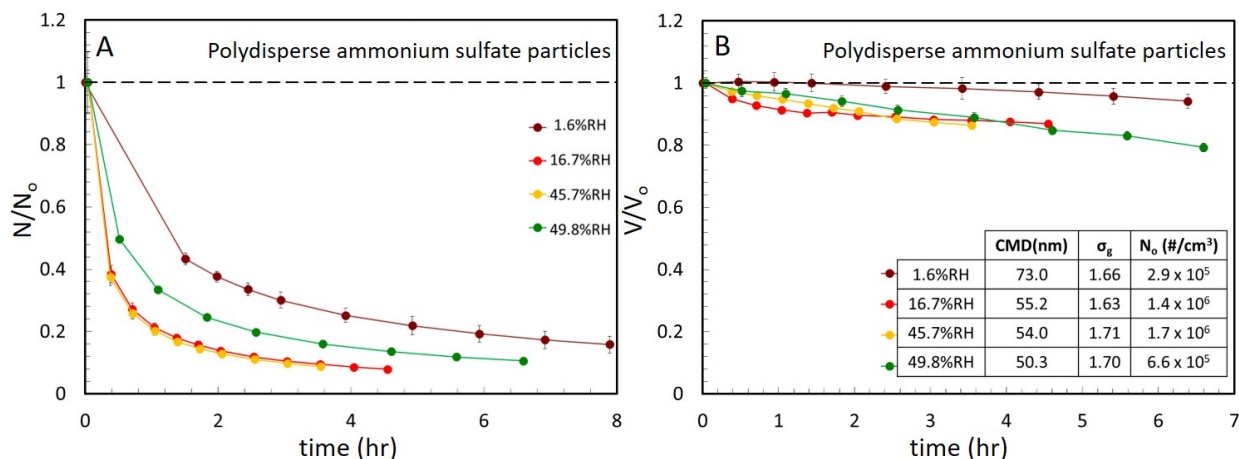 A
Polydisperse ammonium sulfate particles
1.2
1
0.8
0.6
0.4
0.2
0
N/Nₒ
1.6%RH
16.7%RH
45.7%RH
49.8%RH
0 2 4 6 8
time (hr)
B
Polydisperse ammonium sulfate particles
1.2
1
0.8
0.6
0.4
0.2
0
V/Vₒ
CMD(nm) σg Nₒ (#/cm³)
1.6%RH 73.0 1.66 2.9 x 10⁵
16.7%RH 55.2 1.63 1.4 x 10⁶
45.7%RH 54.0 1.71 1.7 x 10⁶
49.8%RH 50.3 1.70 6.6 x 10⁵
0 1 2 3 4 5 6 7
time (hr)